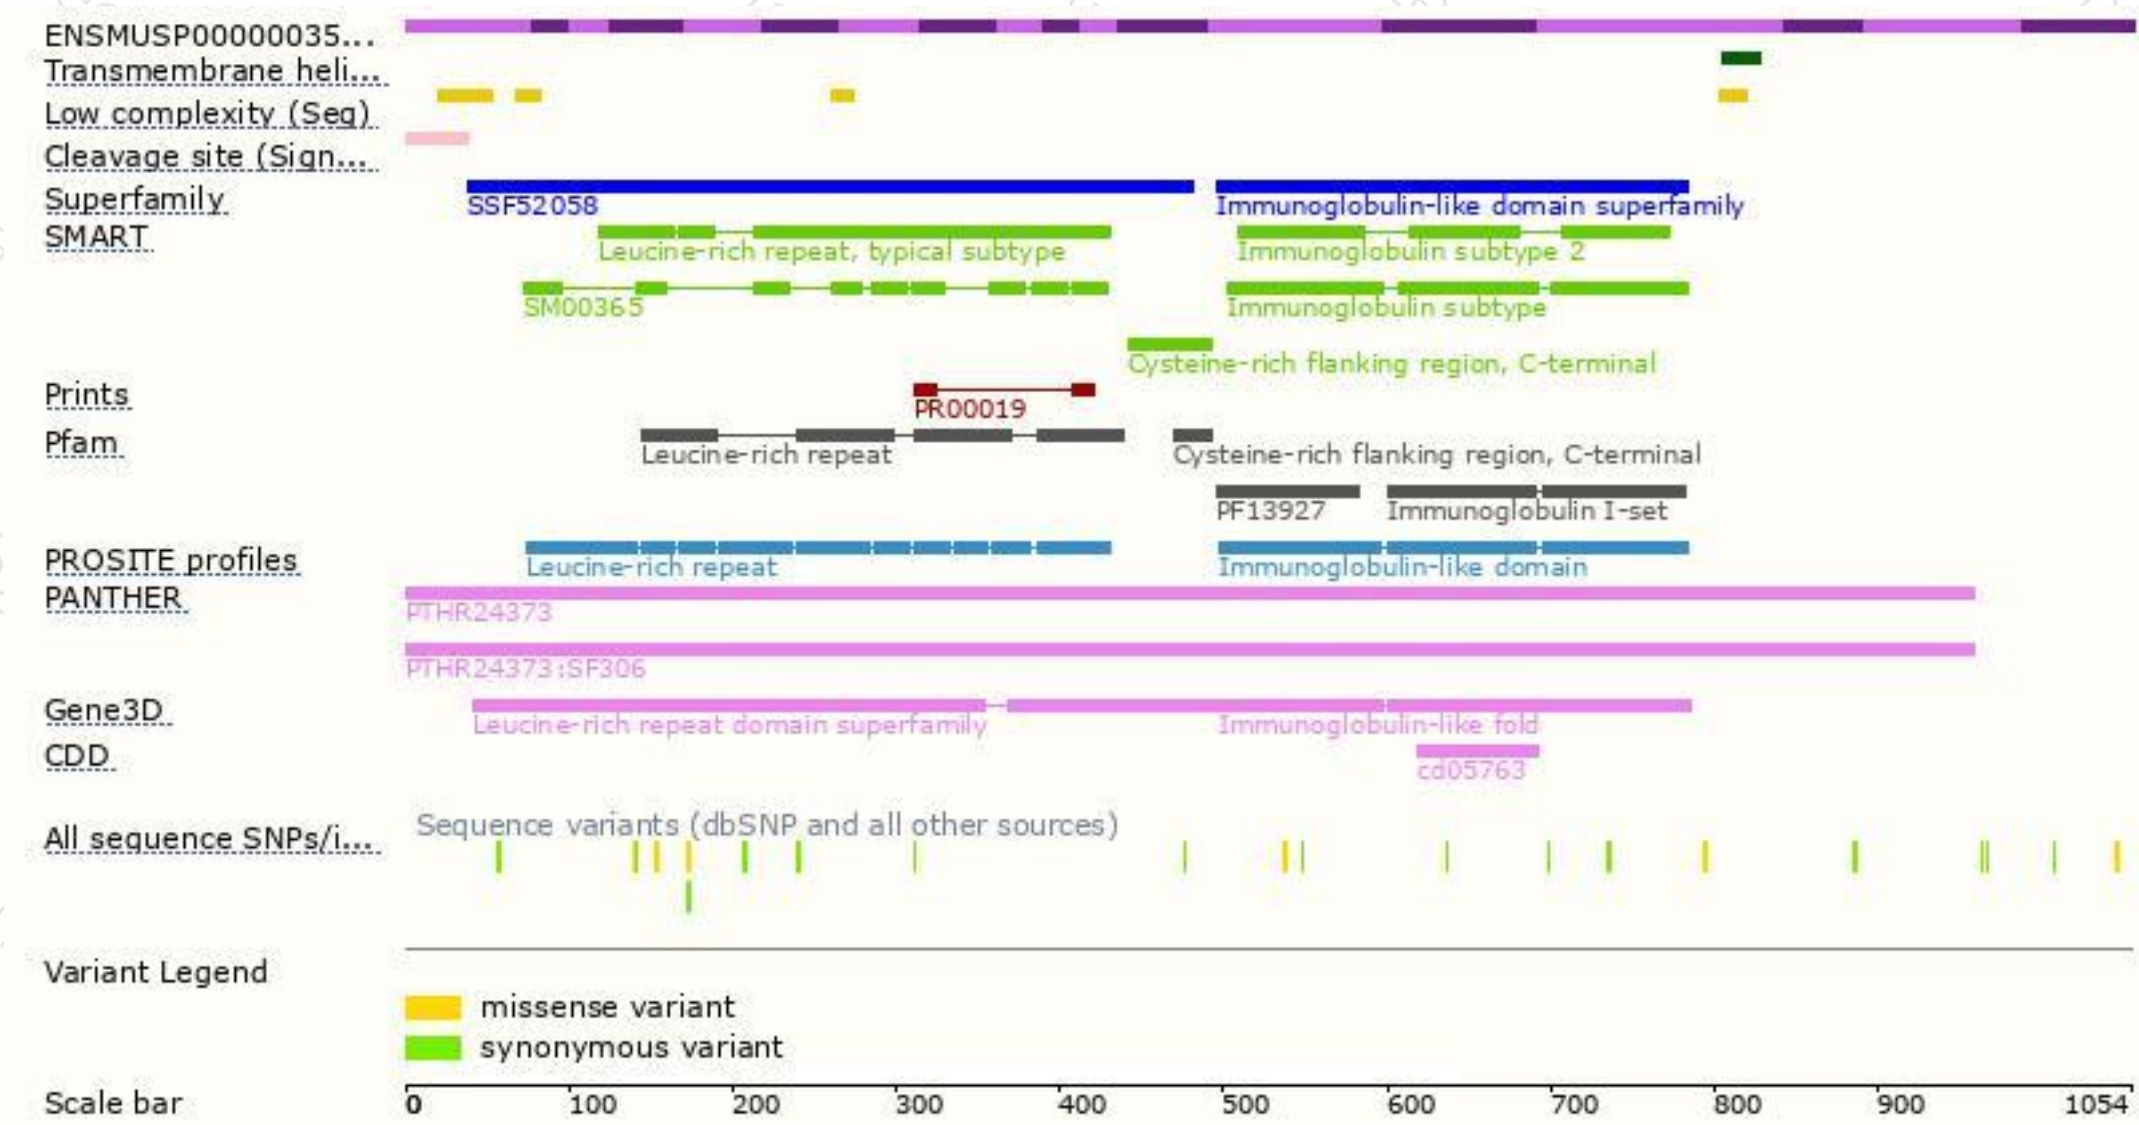 ENSMUSP00000035...
Transmembrane heli...
Low complexity (Seg)
Cleavage site (Sign...
Superfamily
SSF52058
Immunoglobulin-like domain superfamily
SMART
Leucine-rich repeat, typical subtype
Immunoglobulin subtype 2
SM00365
Immunoglobulin subtype
Cysteine-rich flanking region, C-terminal
Prints
PR00019
Pfam
Leucine-rich repeat
Cysteine-rich flanking region, C-terminal
PF13927
Immunoglobulin I-set
PROSITE profiles
Leucine-rich repeat
Immunoglobulin-like domain
PANTHER
PTHR24373
PTHR24373:SF306
Gene3D
Leucine-rich repeat domain superfamily
Immunoglobulin-like fold
CDD
cd05763
Sequence variants (dbSNP and all other sources)
All sequence SNPs/i...
Variant Legend
missense variant
synonymous variant
Scale bar
0 100 200 300 400 500 600 700 800 900 1054